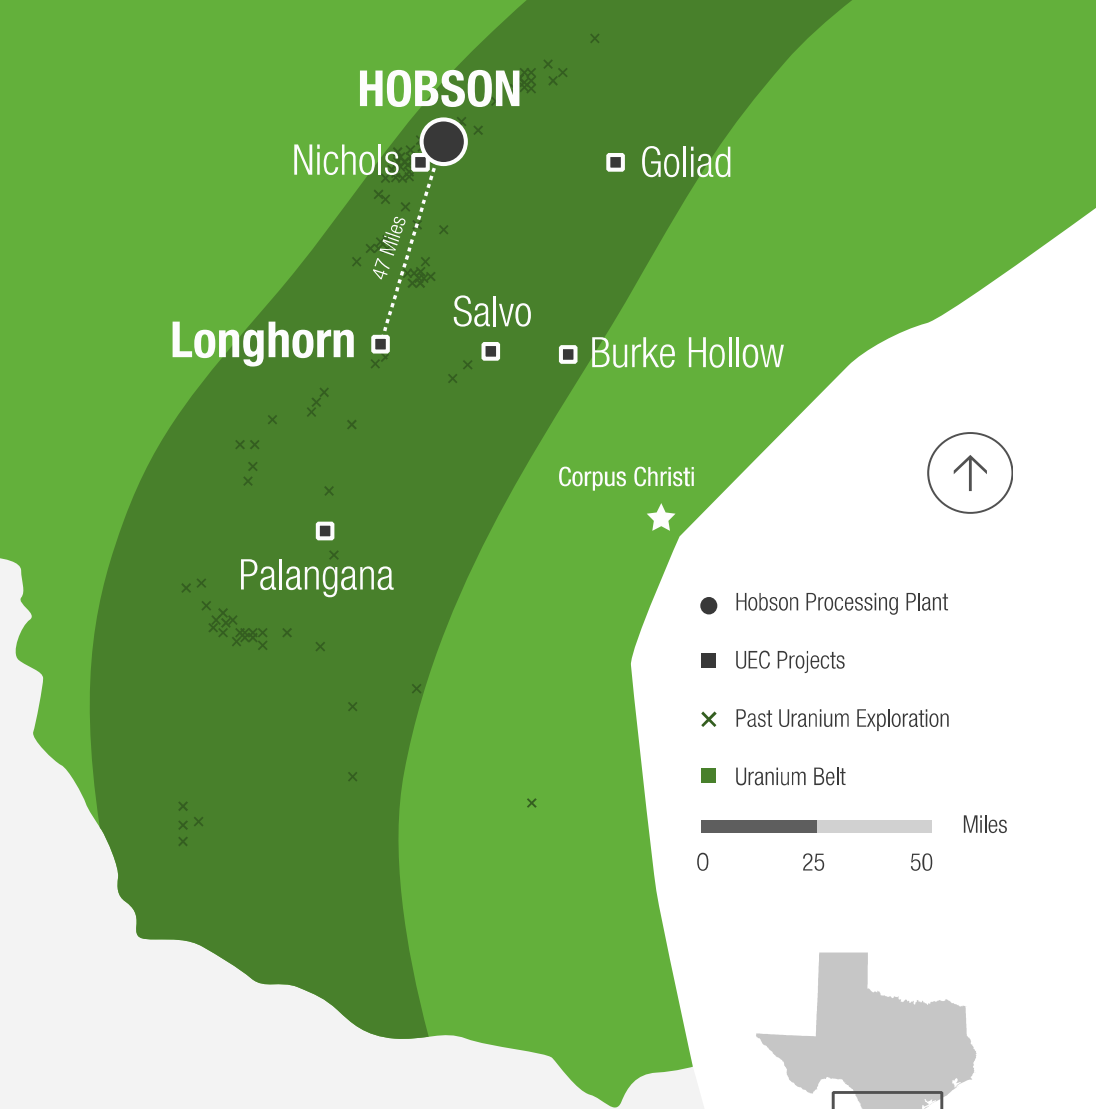 HOBSON
Nichols
Goliad
47 Miles
Salvo
Longhorn
Burke Hollow
Corpus Christi
Palangana
Hobson Processing Plant
UEC Projects
Past Uranium Exploration
Uranium Belt
Miles
0 25 50